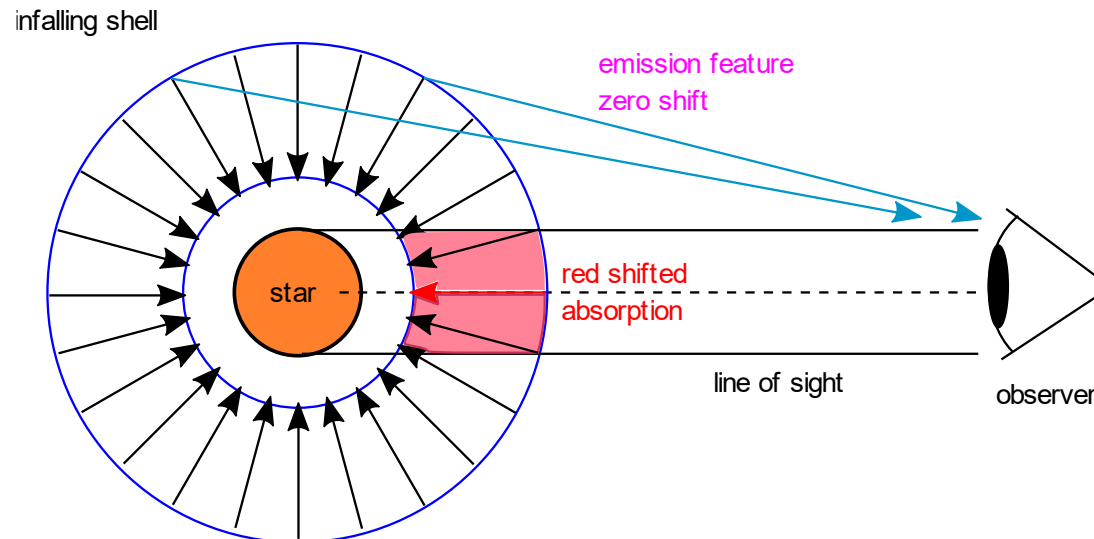 infalling shell
emission feature
zero shift
star
red shifted
absorption
line of sight
observer